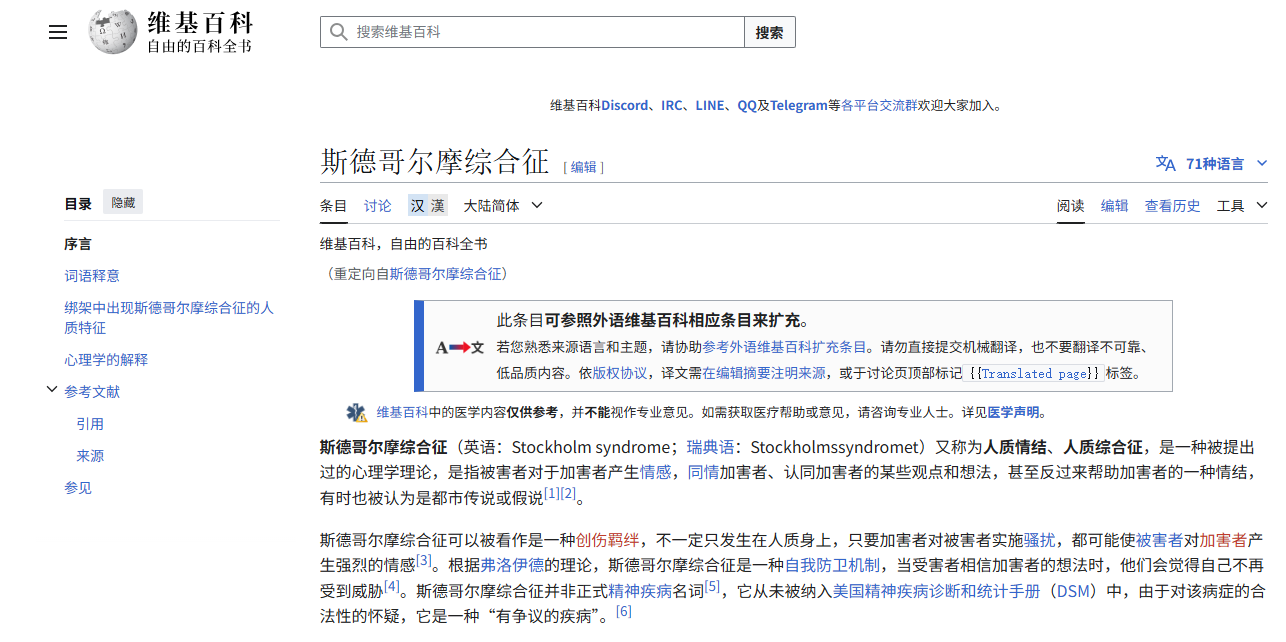 维基百科
自由的百科全书
搜索维基百科
搜索
维基百科Discord、IRC、LINE、QQ及Telegram等各平台交流群欢迎大家加入。
斯德哥尔摩综合征 [ 编辑 ]
71种语言
目录 隐藏
序言
词语释意
绑架中出现斯德哥尔摩综合征的人
质特征
心理学的解释
参考文献
引用
来源
参见
条目 讨论 汉 漢 大陆简体
阅读 编辑 查看历史 工具
维基百科，自由的百科全书
（重定向自斯德哥尔摩综合征）
此条目可参照外语维基百科相应条目来扩充。
A 文 若您熟悉来源语言和主题，请协助参考外语维基百科扩充条目。请勿直接提交机械翻译，也不要翻译不可靠、
低品质内容。依版权协议，译文需在编辑摘要注明来源，或于讨论页顶部标记{{Translated page}}标签。
维基百科中的医学内容仅供参考，并不能视作专业意见。如需获取医疗帮助或意见，请咨询专业人士。详见医学声明。
斯德哥尔摩综合征（英语：Stockholm syndrome；瑞典语：Stockholmssyndromet）又称为人质情结、人质综合征，是一种被提出
过的心理学理论，是指被害者对于加害者产生情感，同情加害者、认同加害者的某些观点和想法，甚至反过来帮助加害者的一种情结，
有时也被认为是都市传说或假说[1][2]。
斯德哥尔摩综合征可以被看作是一种创伤羁绊，不一定只发生在人质身上，只要加害者对被害者实施骚扰，都可能使被害者对加害者产
生强烈的情感[3]。根据弗洛伊德的理论，斯德哥尔摩综合征是一种自我防卫机制，当受害者相信加害者的想法时，他们会觉得自己不再
受到威胁[4]。斯德哥尔摩综合征并非正式精神疾病名词[5]，它从未被纳入美国精神疾病诊断和统计手册（DSM）中，由于对该病症的合
法性的怀疑，它是一种“有争议的疾病”。[6]